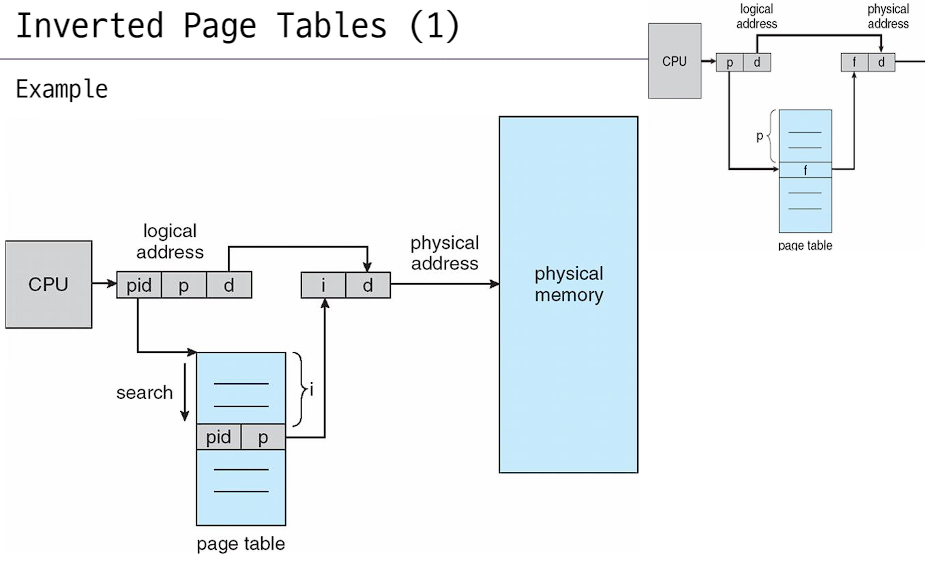 Inverted Page Tables (1)
Example
logical
address
CPU
pid p d
i d
physical
address
physical
memory
search
i
pid p
page table
logical
address
physical
address
CPU
p d
f d
p
f
page table